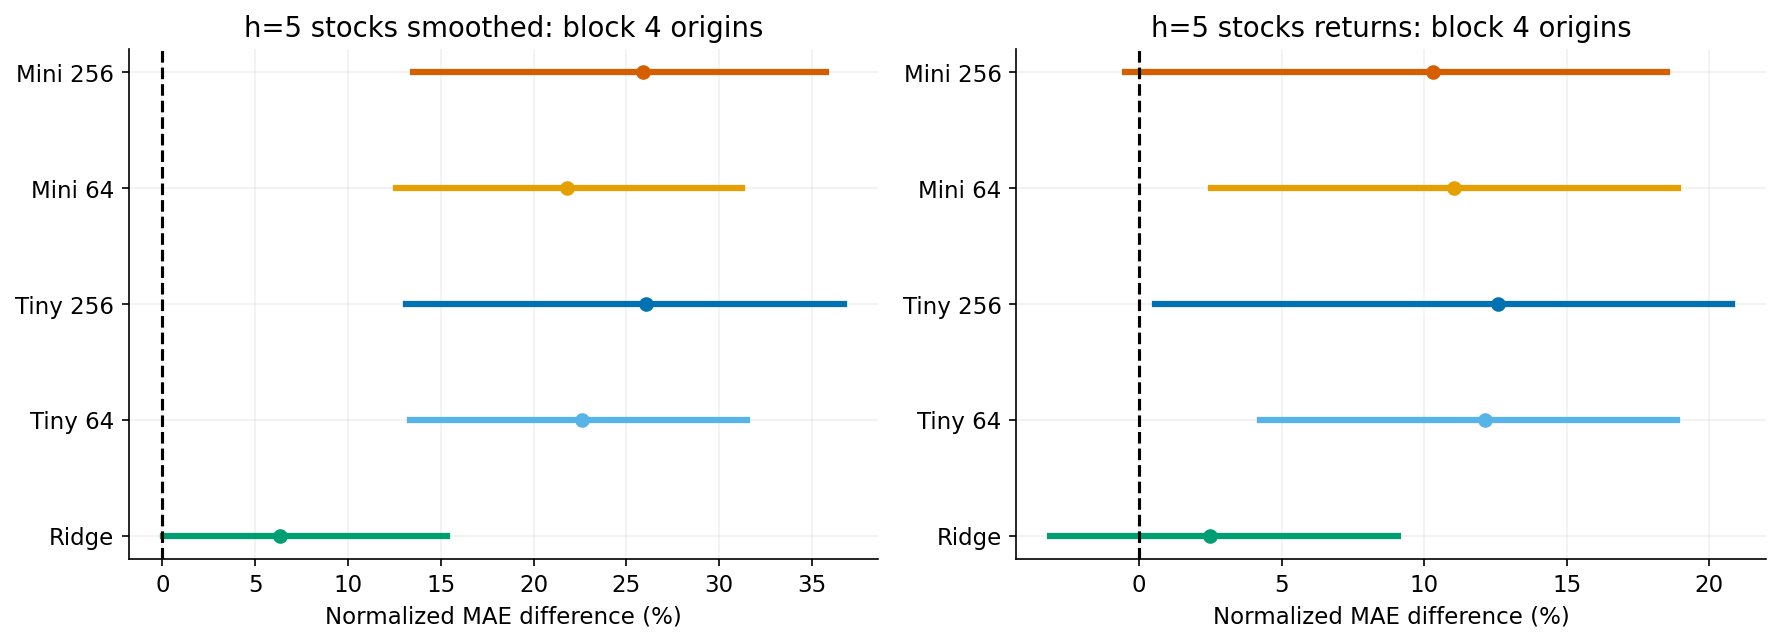 h=5 stocks smoothed: block 4 origins
Mini 256
Mini 64
Tiny 256
Tiny 64
Ridge
0 5 10 15 20 25 30 35
Normalized MAE difference (%)
h=5 stocks returns: block 4 origins
Mini 256
Mini 64
Tiny 256
Tiny 64
Ridge
0 5 10 15 20
Normalized MAE difference (%)